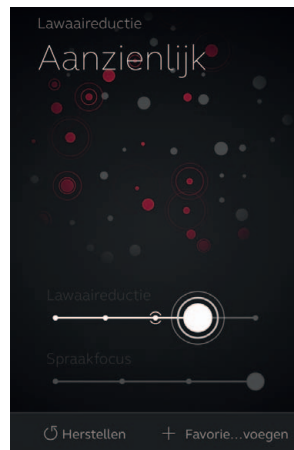 Lawaaireductie
Aanzienlijk
Lawaaireductie
Spraakfocus
Herstellen + Favorie...voegen